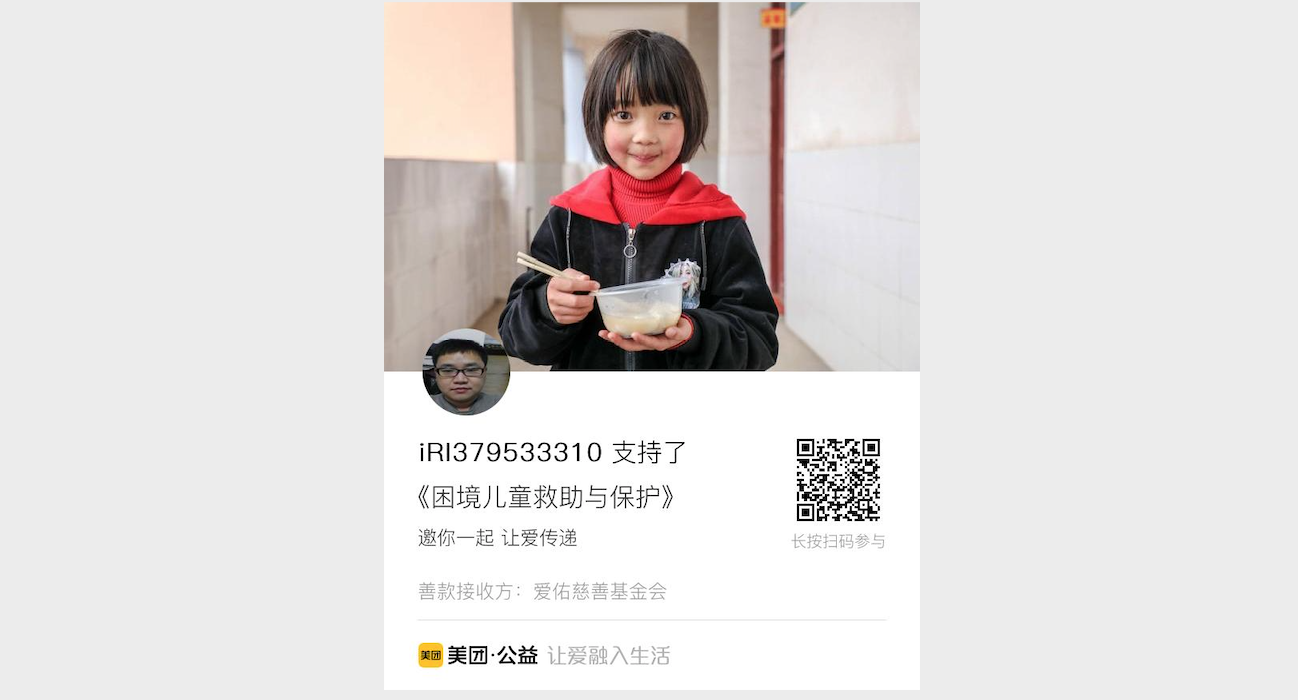 iRI379533310 支持了
《困境儿童救助与保护》
邀你一起 让爱传递
长按扫码参与
善款接收方：爱佑慈善基金会
美团 美团·公益 让爱融入生活